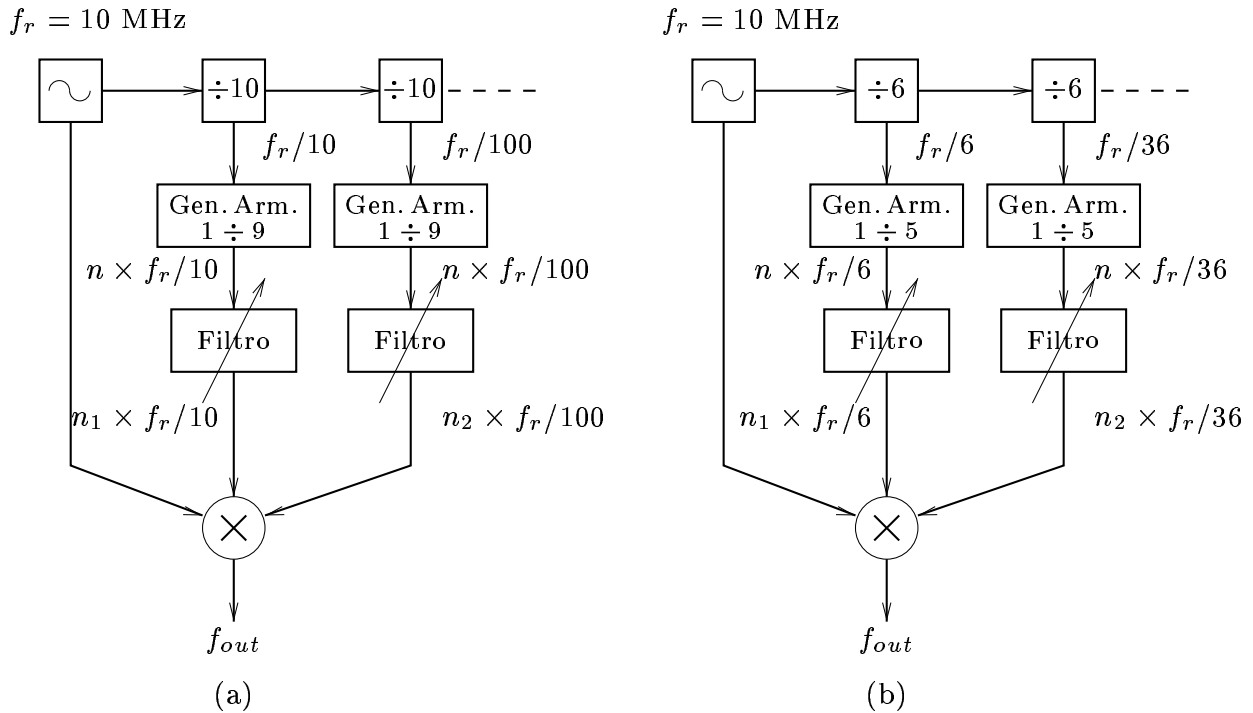 f_r = 10 MHz
÷10
÷10
f_r/10
f_r/100
Gen. Arm.
1 ÷ 9
Gen. Arm.
1 ÷ 9
n × f_r/10
n × f_r/100
Filtro
Filtro
n_1 × f_r/10
n_2 × f_r/100
×
f_out
(a)
f_r = 10 MHz
÷6
÷6
f_r/6
f_r/36
Gen. Arm.
1 ÷ 5
Gen. Arm.
1 ÷ 5
n × f_r/6
n × f_r/36
Filtro
Filtro
n_1 × f_r/6
n_2 × f_r/36
×
f_out
(b)